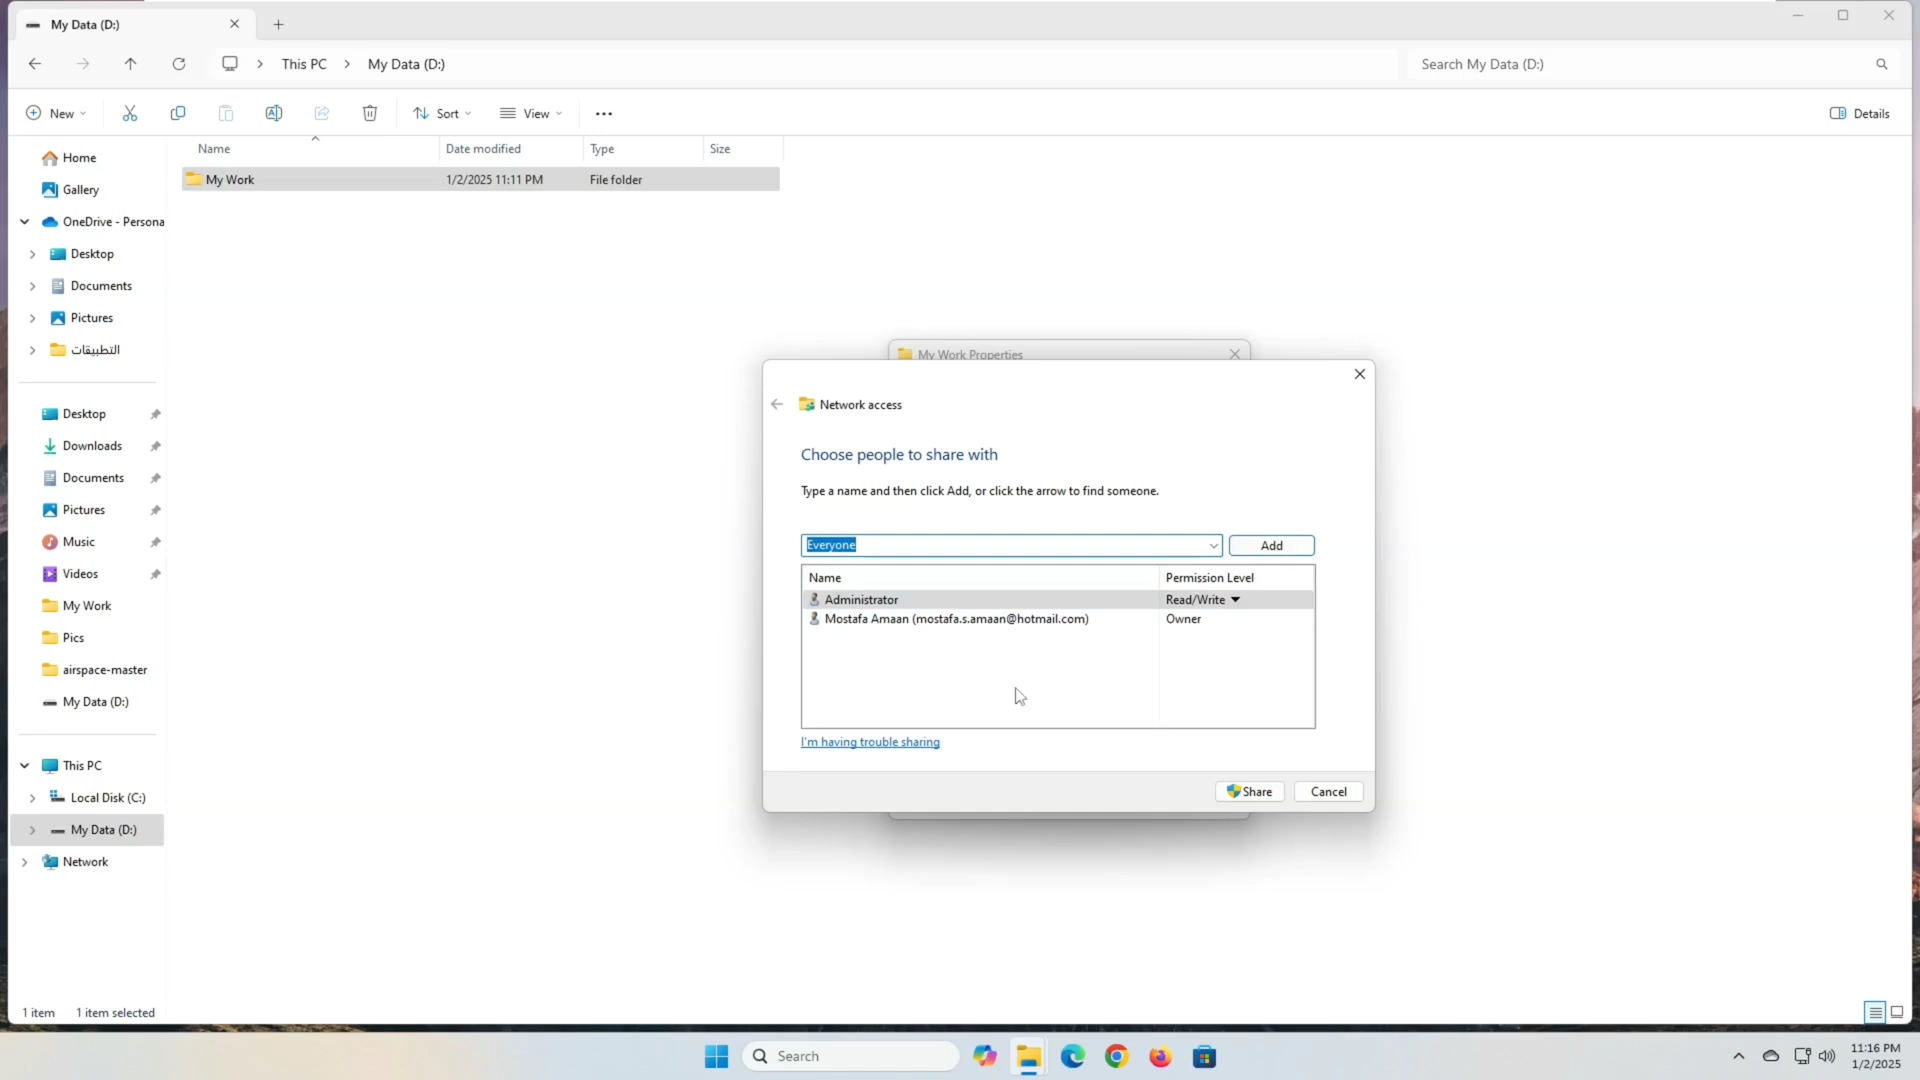 My Data (D:)
This PC
My Data (D:)
Search My Data (D:)
New
Sort
View
Details
Name
Date modified
Type
Size
My Work
1/2/2025 11:11 PM
File folder
Home
Gallery
OneDrive - Persona
Desktop
Documents
Pictures
التطبيقات
Desktop
Downloads
Documents
Pictures
Music
Videos
My Work
Pics
airspace-master
My Data (D:)
This PC
Local Disk (C:)
My Data (D:)
Network
My Work Properties
Network access
Choose people to share with
Type a name and then click Add, or click the arrow to find someone.
Everyone
Add
Name
Permission Level
Administrator
Read/Write
Mostafa Amaan (mostafa.s.amaan@hotmail.com)
Owner
I'm having trouble sharing
Share
Cancel
1 item
1 item selected
Search
11:16 PM
1/2/2025